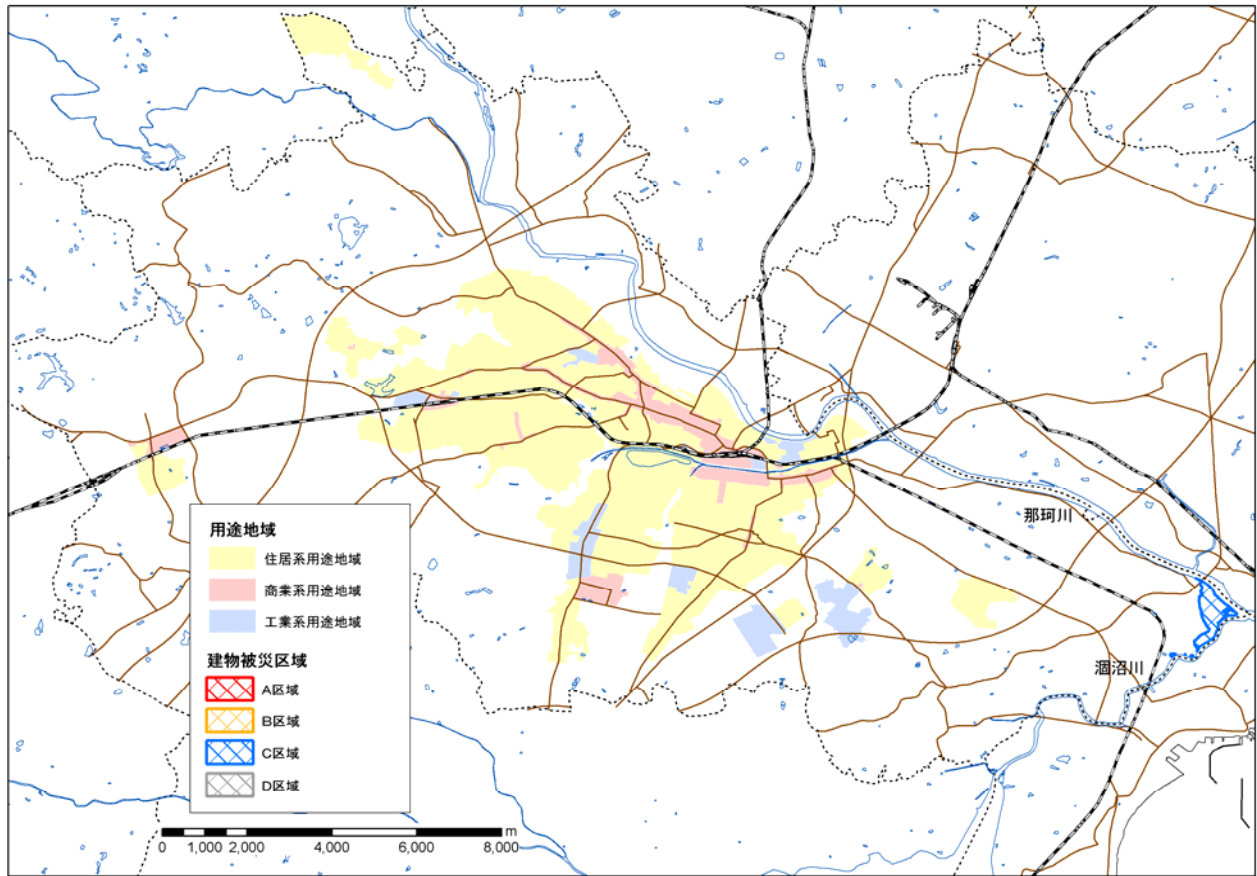 那珂川
用途地域
住居系用途地域
商業系用途地域
工業系用途地域
建物被災区域
A区域
B区域
C区域
D区域
涸沼川
m
0 1,000 2,000 4,000 6,000 8,000